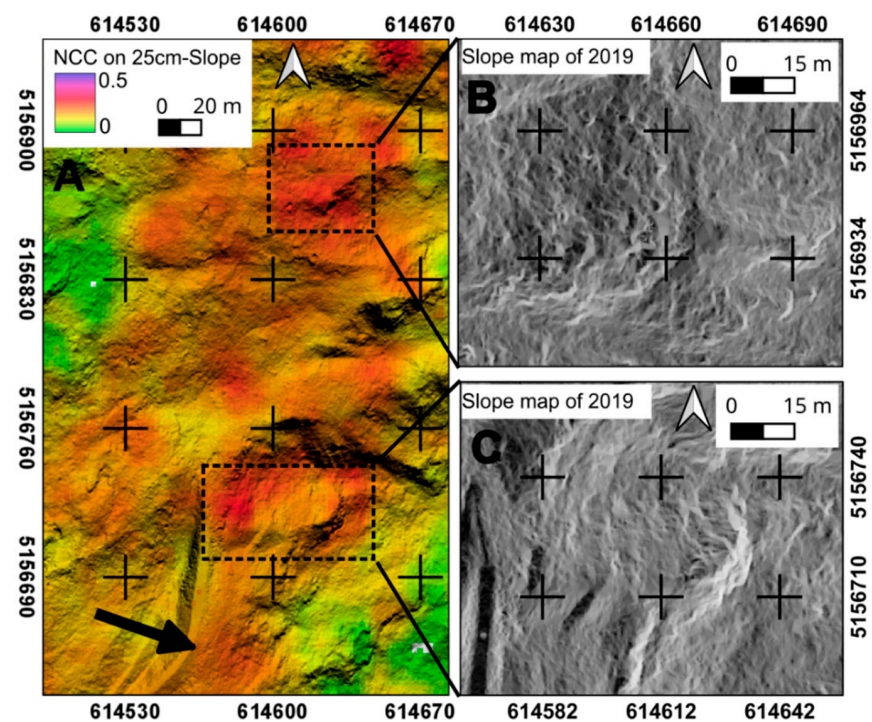 614530 614600 614670 614630 614660 614690
NCC on 25cm-Slope
0.5
0
0 20 m
A
5156900
5156830
5156760
5156690
614530 614600 614670
Slope map of 2019
0 15 m
B
5156964
5156934
Slope map of 2019
0 15 m
C
5156740
5156710
614582 614612 614642